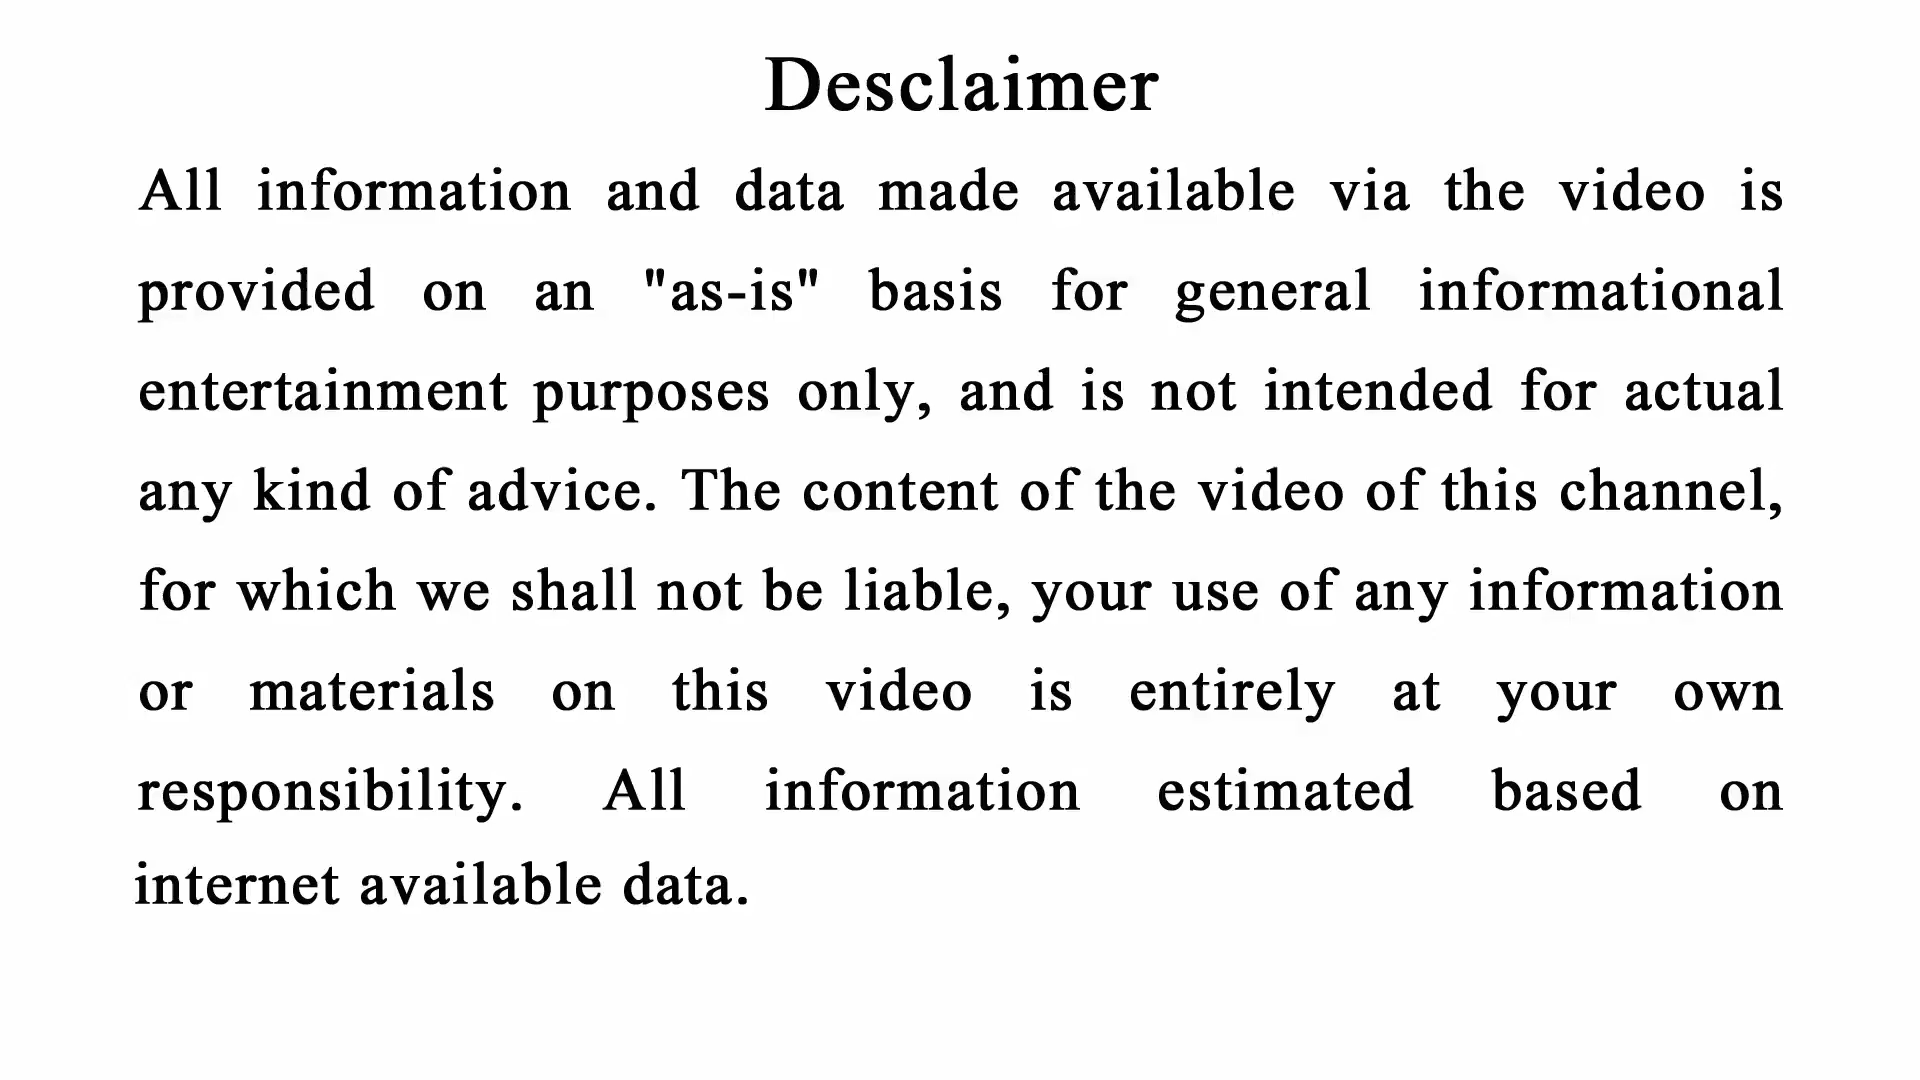 Desclaimer
All information and data made available via the video is
provided on an "as-is" basis for general informational
entertainment purposes only, and is not intended for actual
any kind of advice. The content of the video of this channel,
for which we shall not be liable, your use of any information
or materials on this video is entirely at your own
responsibility. All information estimated based on
internet available data.